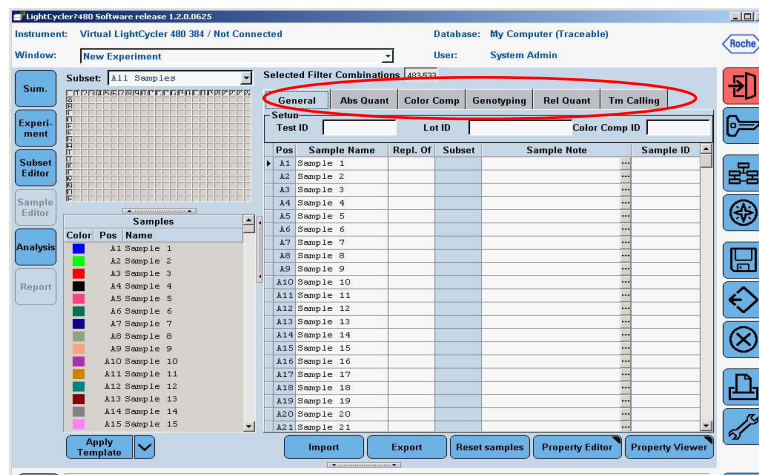 LightCycler?480 Software release 1.2.0.0625
Instrument: Virtual LightCycler 480 384 / Not Connected Database: My Computer (Traceable)
Window: New Experiment User: System Admin
Roche
Sum.
Experi-
ment
Subset
Editor
Sample
Editor
Analysis
Report
Subset: All Samples
Samples
Color Pos Name
A1 Sample 1
A2 Sample 2
A3 Sample 3
A4 Sample 4
A5 Sample 5
A6 Sample 6
A7 Sample 7
A8 Sample 8
A9 Sample 9
A10 Sample 10
A11 Sample 11
A12 Sample 12
A13 Sample 13
A14 Sample 14
A15 Sample 15
Apply
Template
Selected Filter Combinations 483-533
General Abs Quant Color Comp Genotyping Rel Quant Tm Calling
Setup
Test ID Lot ID Color Comp ID
Pos Sample Name Repl. Of Subset Sample Note Sample ID
A1 Sample 1
A2 Sample 2
A3 Sample 3
A4 Sample 4
A5 Sample 5
A6 Sample 6
A7 Sample 7
A8 Sample 8
A9 Sample 9
A10 Sample 10
A11 Sample 11
A12 Sample 12
A13 Sample 13
A14 Sample 14
A15 Sample 15
A16 Sample 16
A17 Sample 17
A18 Sample 18
A19 Sample 19
A20 Sample 20
A21 Sample 21
Import Export Reset samples Property Editor Property Viewer